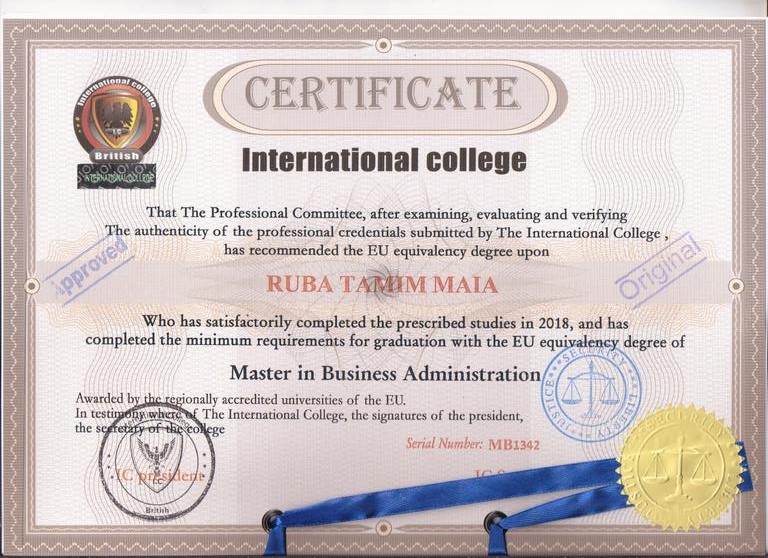 International college
British
INTERNATIONAL COLLEGE
CERTIFICATE
International college
That The Professional Committee, after examining, evaluating and verifying
The authenticity of the professional credentials submitted by The International College ,
has recommended the EU equivalency degree upon
Approved
Original
RUBA TAMIM MAIA
Who has satisfactorily completed the prescribed studies in 2018, and has
completed the minimum requirements for graduation with the EU equivalency degree of
Master in Business Administration
SECURITY
JUSTICE
LIBERTY
Awarded by the regionally accredited universities of the EU.
In testimony where of The International College, the signatures of the president,
the secretary of the college
Serial Number: MB1342
IC president
British